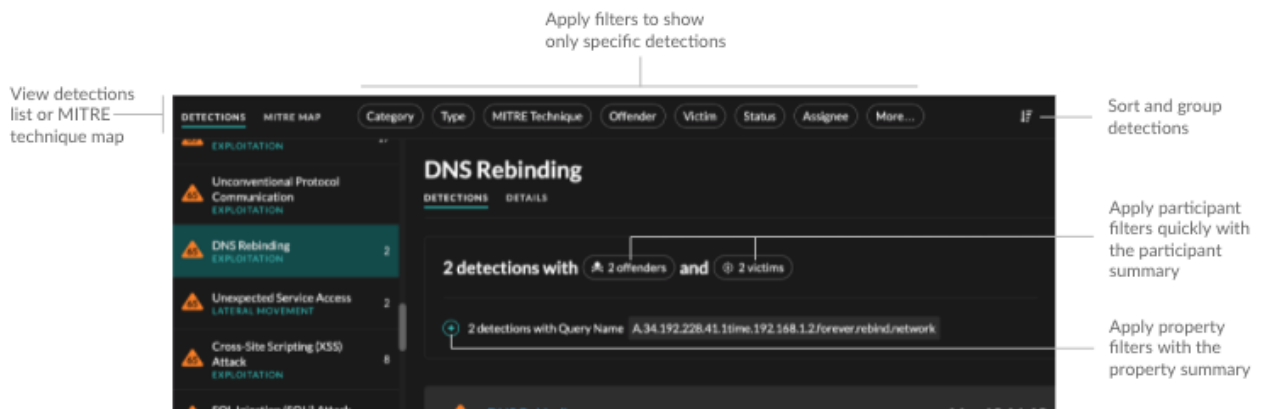 Apply filters to show
only specific detections
View detections
list or MITRE
technique map
DETECTIONS MITRE MAP Category Type MITRE Technique Offender Victim Status Assignee More...
Sort and group
detections
EXPLOITATION
Unconventional Protocol
Communication
EXPLOITATION
65
DNS Rebinding
EXPLOITATION
2
65
Unexpected Service Access
LATERAL MOVEMENT
2
65
Cross-Site Scripting (XSS)
Attack
EXPLOITATION
8
65
DNS Rebinding
DETECTIONS DETAILS
2 detections with 2 offenders and 2 victims
2 detections with Query Name A.34.192.228.41.1time.192.168.1.2.forever.rebind.network
Apply participant
filters quickly with
the participant
summary
Apply property
filters with the
property summary